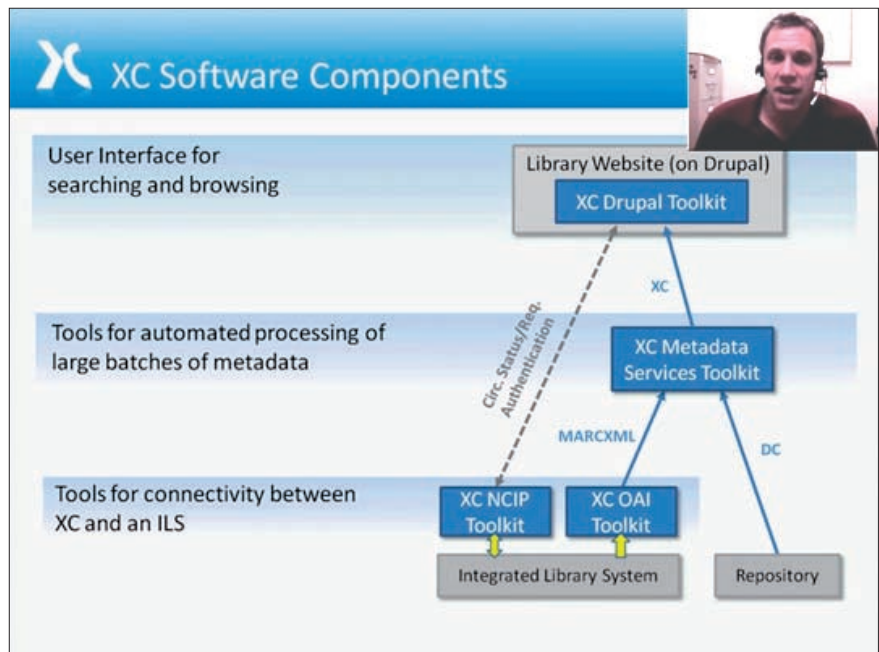 XC Software Components
User Interface for
searching and browsing
Library Website (on Drupal)
XC Drupal Toolkit
XC
Circ. Status/Req.
Authentication
Tools for automated processing of
large batches of metadata
XC Metadata
Services Toolkit
MARCXML
DC
Tools for connectivity between
XC and an ILS
XC NCIP
Toolkit
XC OAI
Toolkit
Integrated Library System
Repository